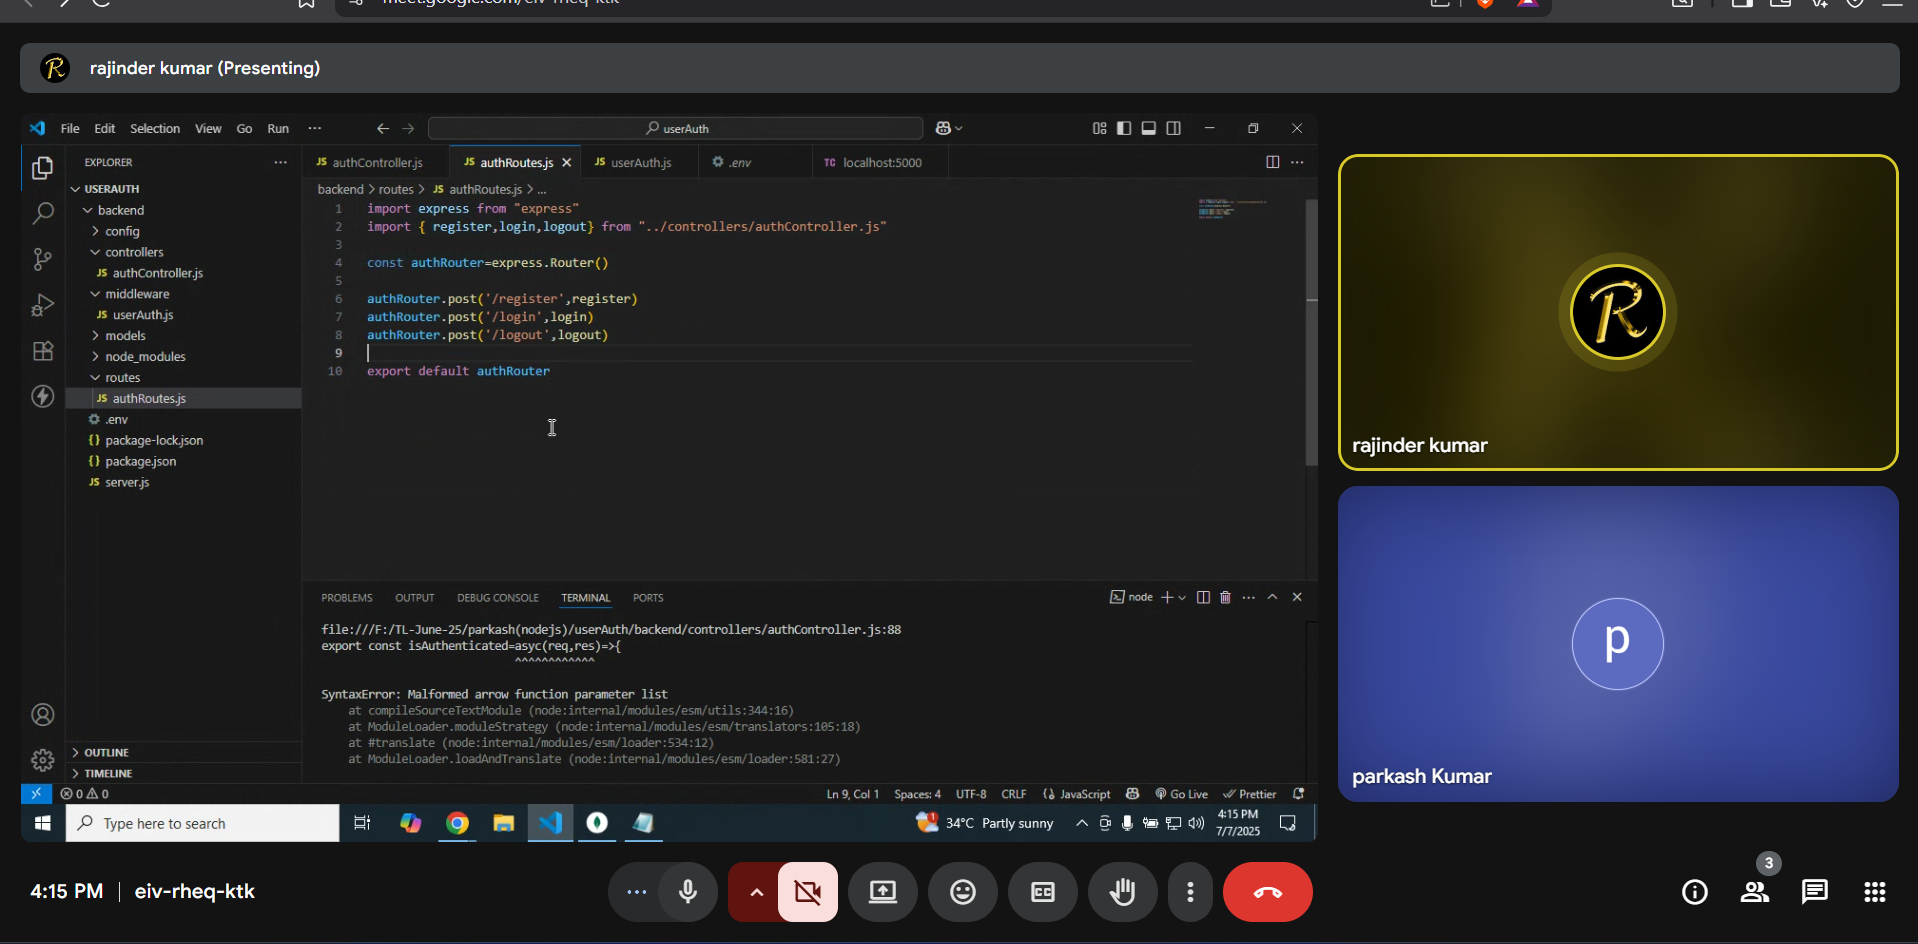 rajinder kumar (Presenting)
File Edit Selection View Go Run
userAuth
EXPLORER
USERAUTH
backend
config
controllers
JS authController.js
middleware
JS userAuth.js
models
node_modules
routes
JS authRoutes.js
.env
{} package-lock.json
{} package.json
JS server.js
OUTLINE
TIMELINE
JS authController.js JS authRoutes.js JS userAuth.js .env TC localhost:5000
backend > routes > JS authRoutes.js > ...
1 import express from "express"
2 import { register,login,logout} from "../controllers/authController.js"
3
4 const authRouter=express.Router()
5
6 authRouter.post('/register',register)
7 authRouter.post('/login',login)
8 authRouter.post('/logout',logout)
9
10 export default authRouter
PROBLEMS OUTPUT DEBUG CONSOLE TERMINAL PORTS
node
file:///F:/TL-June-25/parkash(nodejs)/userAuth/backend/controllers/authController.js:88
export const isAuthenticated=asyc(req,res)=>{
^^^^^^^^^^^^
SyntaxError: Malformed arrow function parameter list
at compileSourceTextModule (node:internal/modules/esm/utils:344:16)
at ModuleLoader.moduleStrategy (node:internal/modules/esm/translators:105:18)
at #translate (node:internal/modules/esm/loader:534:12)
at ModuleLoader.loadAndTranslate (node:internal/modules/esm/loader:581:27)
0 0 Ln 9, Col 1 Spaces: 4 UTF-8 CRLF JavaScript Go Live Prettier
Type here to search
34°C Partly sunny
4:15 PM
7/7/2025
R
rajinder kumar
p
parkash Kumar
4:15 PM | eiv-rheq-ktk
3